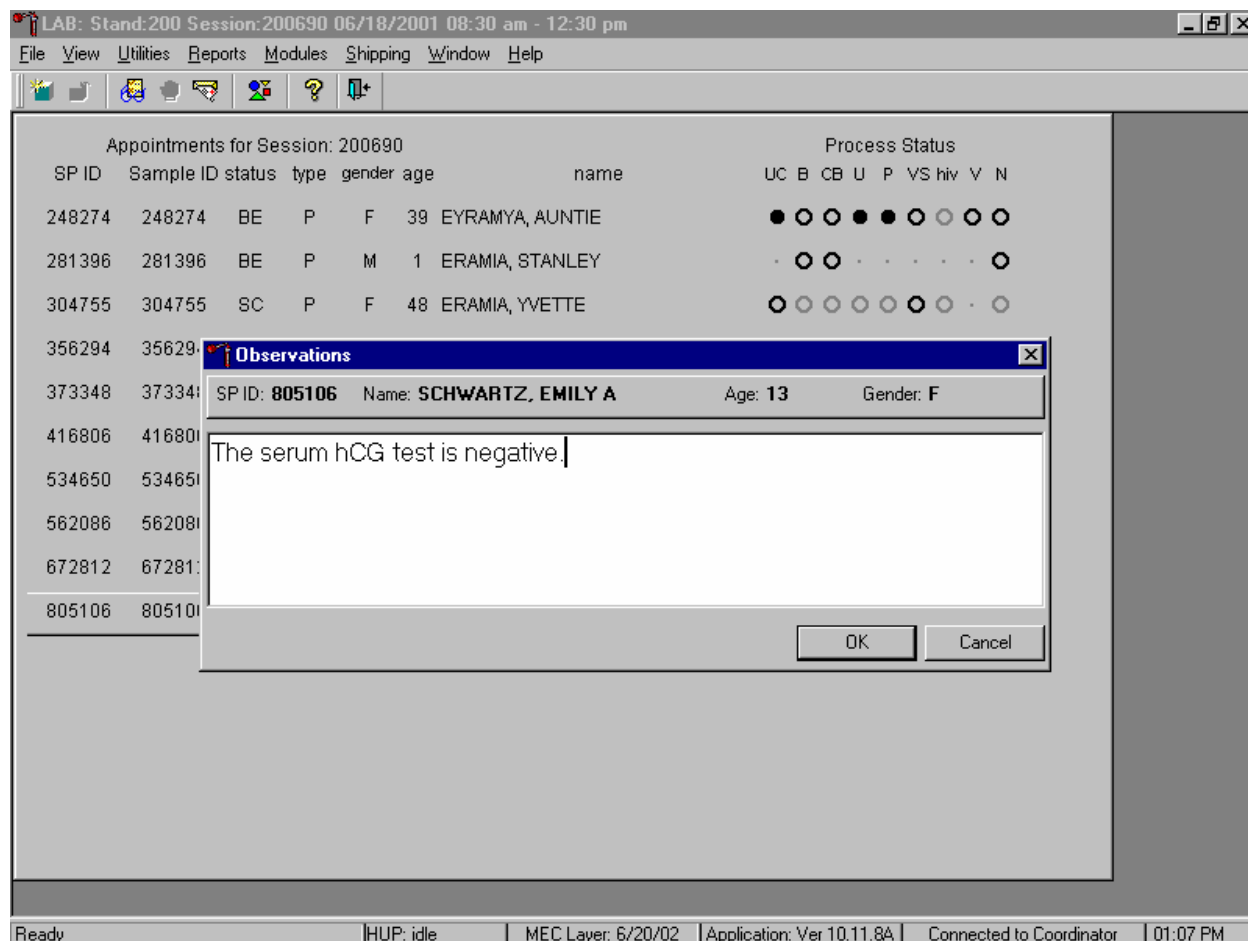 LAB: Stand:200 Session:200690 06/18/2001 08:30 am - 12:30 pm
File View Utilities Reports Modules Shipping Window Help
Appointments for Session: 200690 Process Status
SP ID Sample ID status type gender age name UC B CB U P VS hiv V N
248274 248274 BE P F 39 EYRAMYA, AUNTIE
281396 281396 BE P M 1 ERAMIA, STANLEY
304755 304755 SC P F 48 ERAMIA, YVETTE
356294
Observations
373348
SP ID: 805106 Name: SCHWARTZ, EMILY A Age: 13 Gender: F
416806
The serum hCG test is negative.
534650
562086
672812
805106
OK Cancel
Ready HUP: idle MEC Layer: 6/20/02 Application: Ver 10.11.8A Connected to Coordinator 01:07 PM